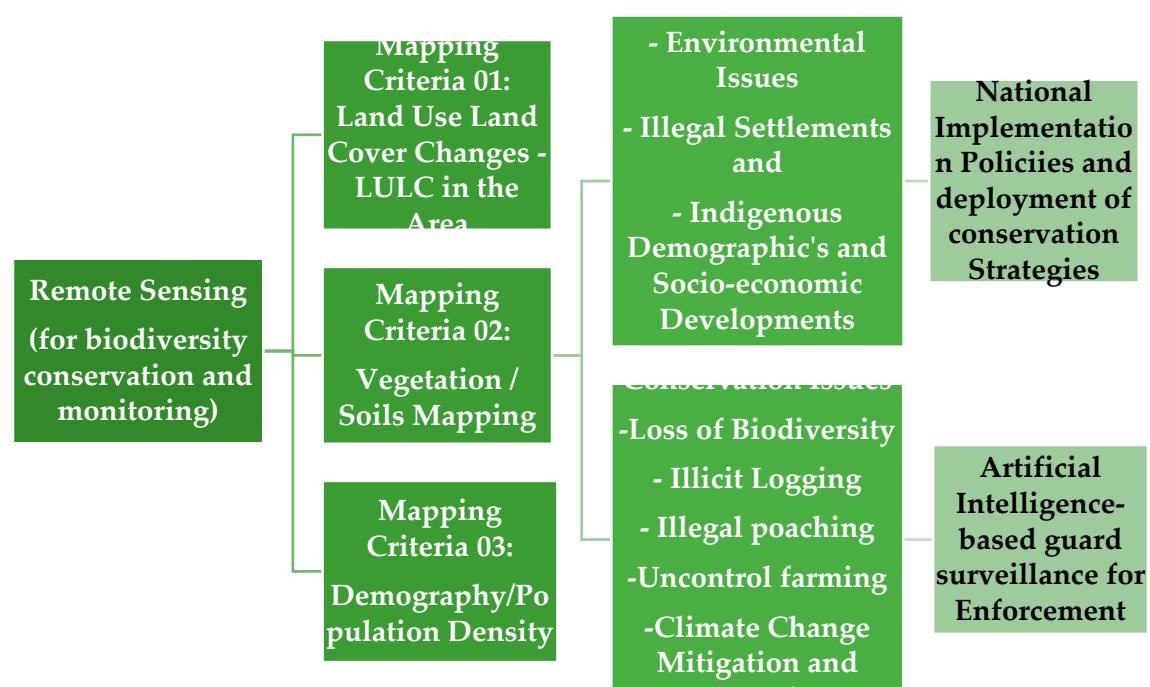 Remote Sensing
(for biodiversity
conservation and
monitoring)
Mapping
Criteria 01:
Land Use Land
Cover Changes -
LULC in the
Area
Mapping
Criteria 02:
Vegetation /
Soils Mapping
Mapping
Criteria 03:
Demography/Po
pulation Density
- Environmental
Issues
- Illegal Settlements
and
- Indigenous
Demographic's and
Socio-economic
Developments
Conservation Issues
-Loss of Biodiversity
- Illicit Logging
- Illegal poaching
-Uncontrol farming
-Climate Change
Mitigation and
National
Implementatio
n Policiies and
deployment of
conservation
Strategies
Artificial
Intelligence-
based guard
surveillance for
Enforcement